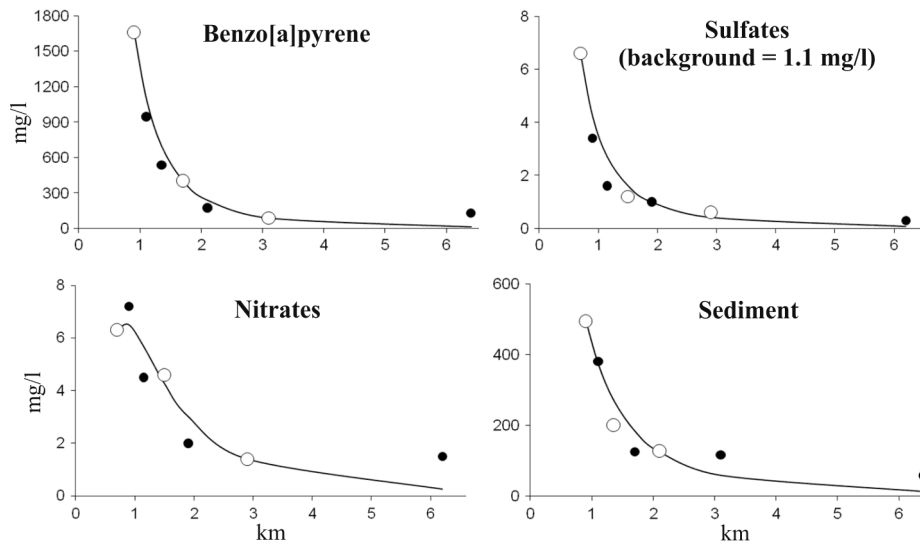 Benzo[a]pyrene
mg/l
1800
1500
1200
900
600
300
0
0 1 2 3 4 5 6
Sulfates
(background = 1.1 mg/l)
8
6
4
2
0
0 1 2 3 4 5 6
Nitrates
mg/l
8
6
4
2
0
0 1 2 3 4 5 6
km
Sediment
600
400
200
0
0 1 2 3 4 5 6
km